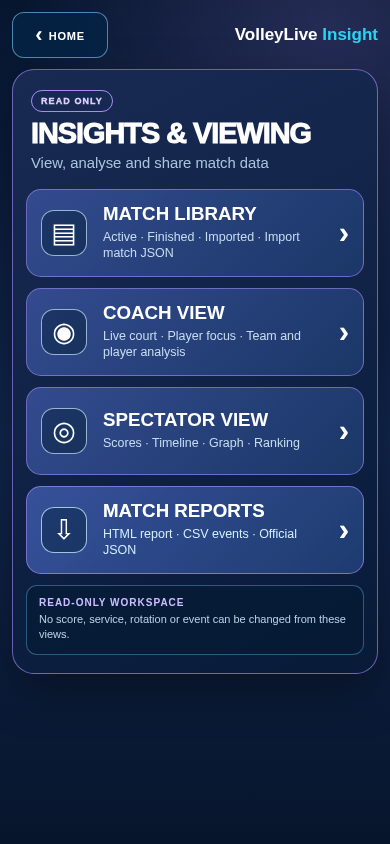 ‹ HOME
VolleyLive Insight
READ ONLY
INSIGHTS & VIEWING
View, analyse and share match data
MATCH LIBRARY
Active · Finished · Imported · Import
match JSON
COACH VIEW
Live court · Player focus · Team and
player analysis
SPECTATOR VIEW
Scores · Timeline · Graph · Ranking
MATCH REPORTS
HTML report · CSV events · Official
JSON
READ-ONLY WORKSPACE
No score, service, rotation or event can be changed from these
views.